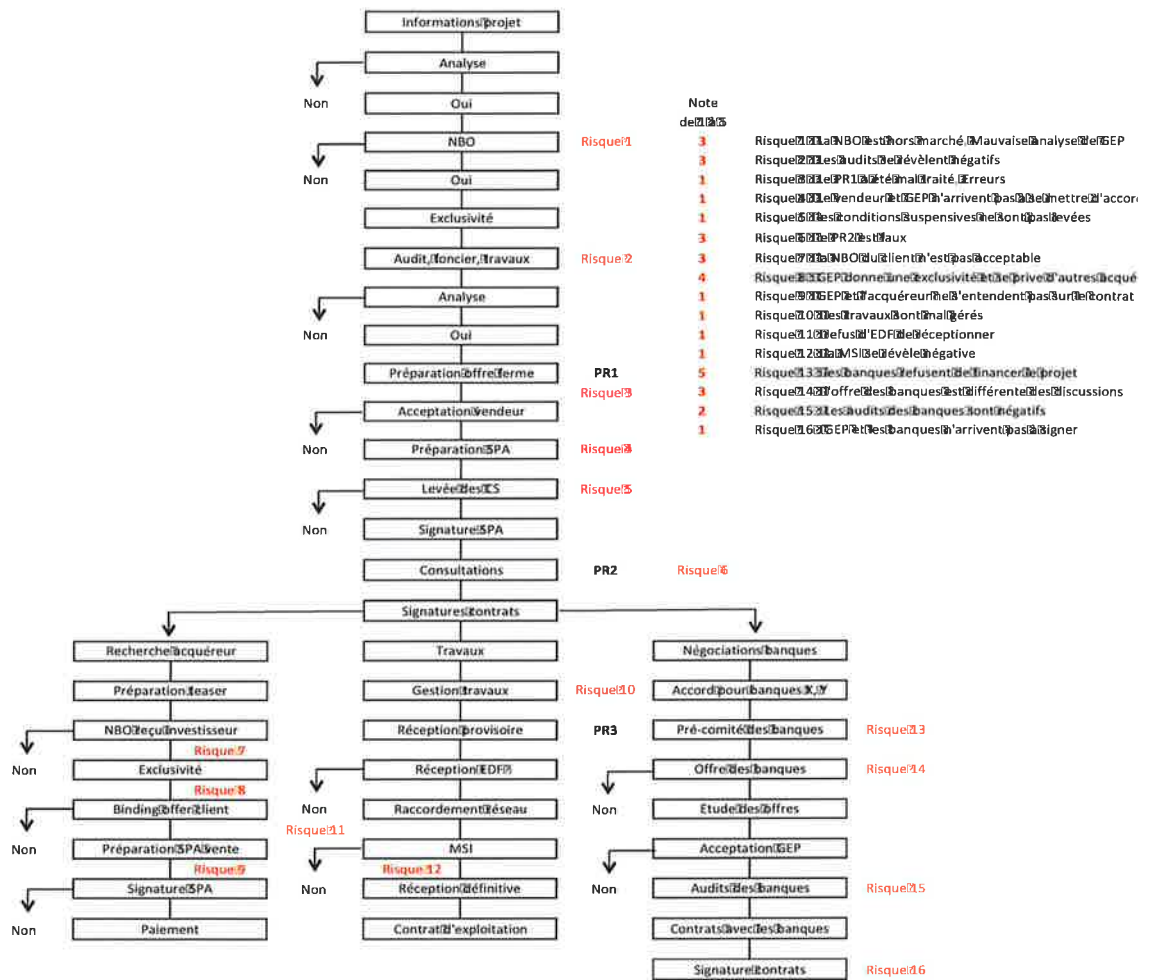 Informations projet
Analyse
Non
Oui
Note
de 1 à 5
NBO
Risque 1
3
Risque 1 : La NBO est hors marché, Mauvaise analyse de GEP
3
Risque 2 : Les audits se révèlent négatifs
Non
Oui
1
Risque 3 : Le PR1 a été mal traité, Erreurs
1
Risque 4 : Le vendeur et GEP n'arrivent pas à se mettre d'accor
Exclusivité
1
Risque 5 : les conditions suspensives ne sont pas levées
3
Risque 6 : le PR2 est faux
Audit, foncier, travaux
Risque 2
3
Risque 7 : la NBO du client n'est pas acceptable
4
Risque 8 : GEP donne une exclusivité et se prive d'autres acqué
Analyse
1
Risque 9 : GEP et l'acquéreur ne s'entendent pas sur le contrat
1
Risque 10 : les travaux sont mal gérés
Non
Oui
1
Risque 11 : refus d'EDF de réceptionner
1
Risque 12 : la MSI se dévèle négative
Préparation offre ferme
PR1
5
Risque 13 : les banques refusent de financer le projet
Risque 3
3
Risque 14 : l'offre des banques est différente des discussions
Acceptation vendeur
2
Risque 15 : Les audits des banques sont négatifs
1
Risque 16 : GEP et les banques n'arrivent pas à signer
Non
Préparation SPA
Risque 4
Levée des CS
Risque 5
Non
Signature SPA
Consultations
PR2
Risque 6
Signatures contrats
Recherche acquéreur
Travaux
Négociations banques
Préparation teaser
Gestion travaux
Risque 10
Accord pour banques X, Y
NBO reçu investisseur
Réception provisoire
PR3
Pré-comité des banques
Risque 13
Risque 7
Non
Exclusivité
Réception EDF
Offre des banques
Risque 14
Risque 8
Binding offer client
Non
Raccordement réseau
Non
Etude des offres
Risque 11
Non
Préparation SPA vente
MSI
Acceptation GEP
Risque 9
Risque 12
Signature SPA
Non
Réception définitive
Non
Audits des banques
Risque 15
Non
Paiement
Contrat d'exploitation
Contrats avec les banques
Signature contrats
Risque 16